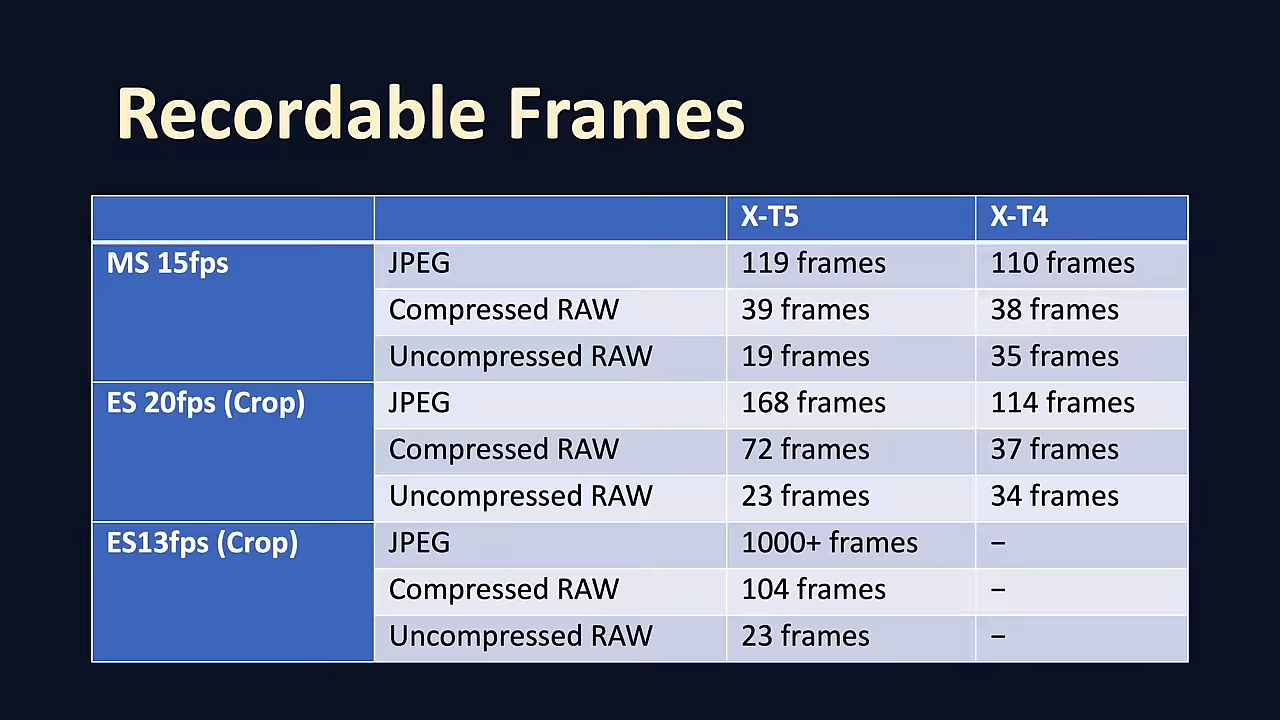 Recordable Frames
X-T5 X-T4
MS 15fps JPEG 119 frames 110 frames
Compressed RAW 39 frames 38 frames
Uncompressed RAW 19 frames 35 frames
ES 20fps (Crop) JPEG 168 frames 114 frames
Compressed RAW 72 frames 37 frames
Uncompressed RAW 23 frames 34 frames
ES13fps (Crop) JPEG 1000+ frames –
Compressed RAW 104 frames –
Uncompressed RAW 23 frames –